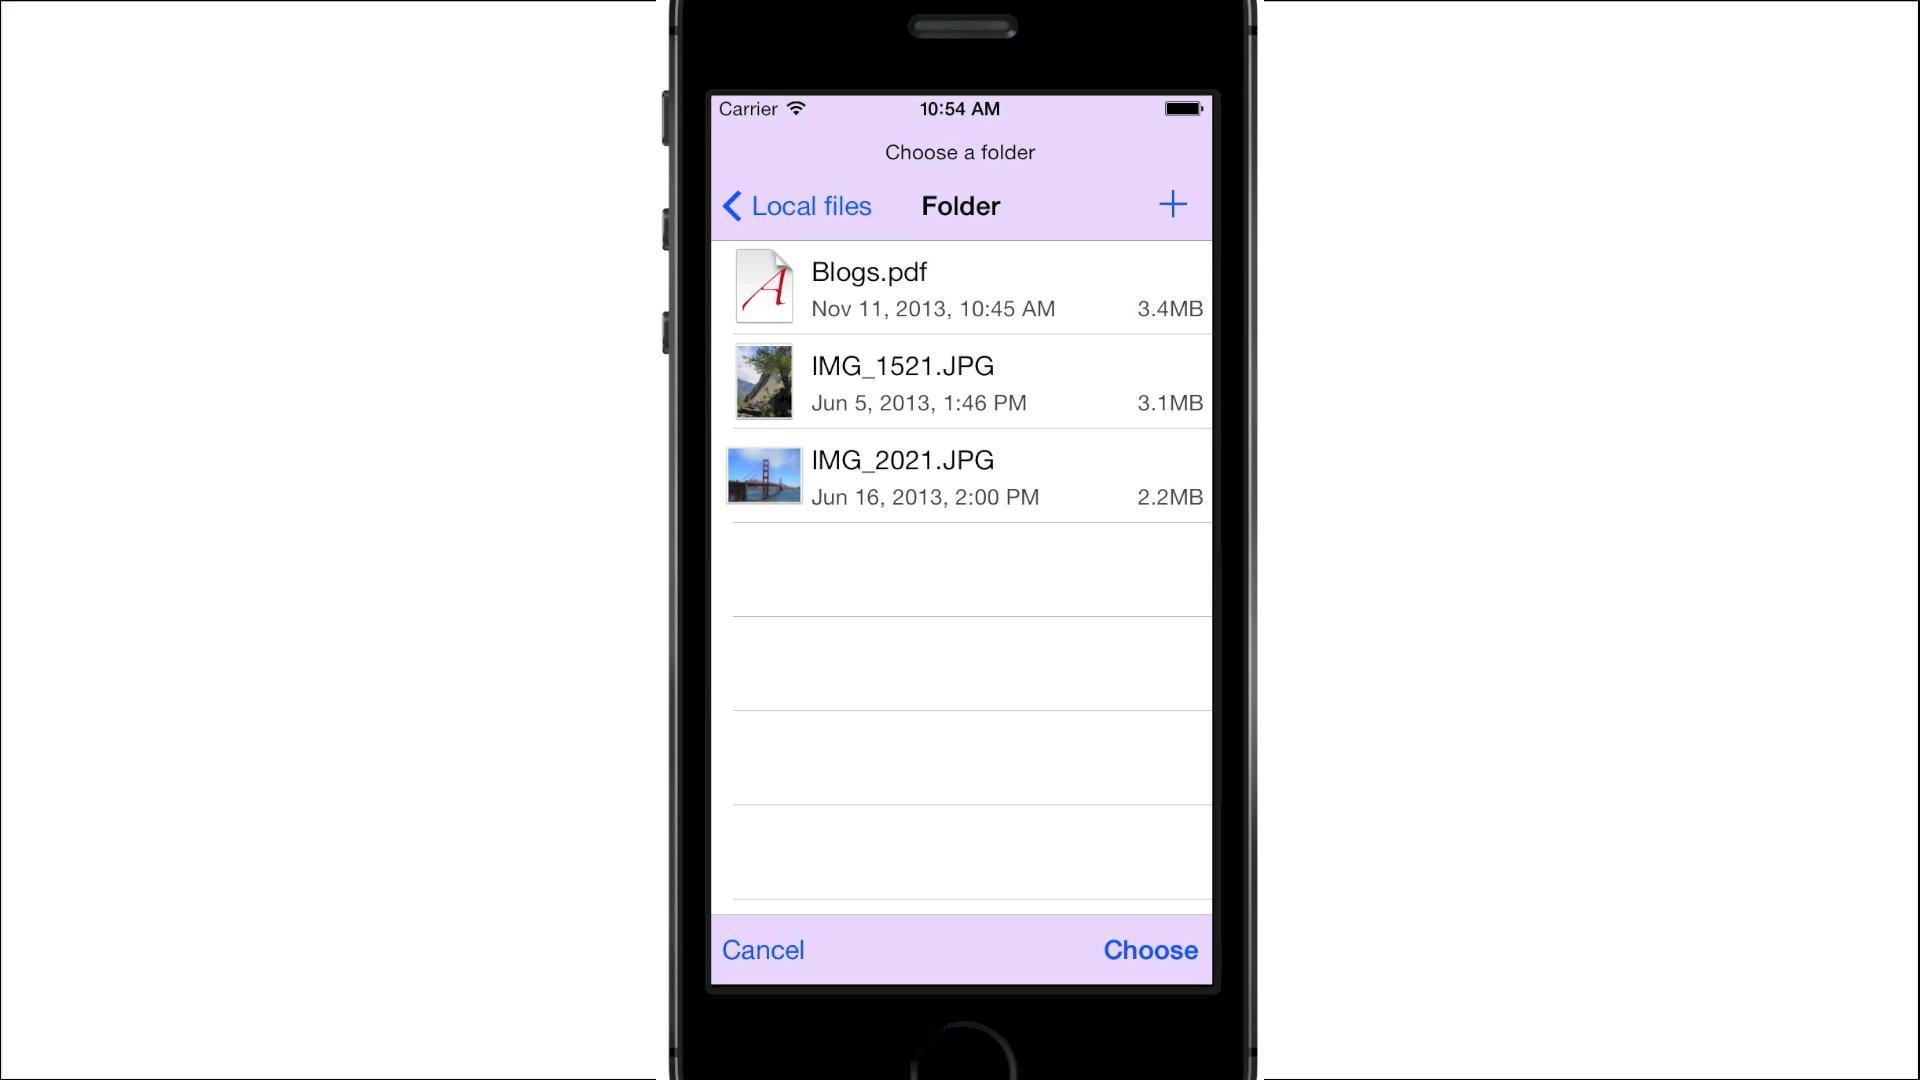 Carrier 10:54 AM
Choose a folder
Local files Folder +
Blogs.pdf
Nov 11, 2013, 10:45 AM 3.4MB
IMG_1521.JPG
Jun 5, 2013, 1:46 PM 3.1MB
IMG_2021.JPG
Jun 16, 2013, 2:00 PM 2.2MB
Cancel Choose